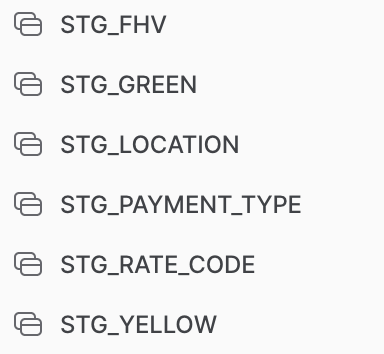 STG_FHV
STG_GREEN
STG_LOCATION
STG_PAYMENT_TYPE
STG_RATE_CODE
STG_YELLOW